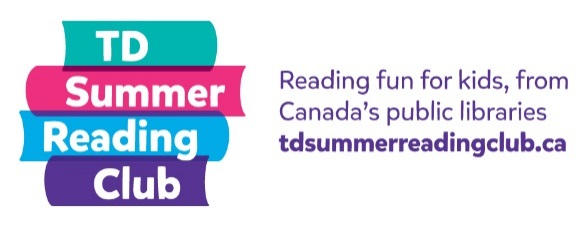 TD
Summer
Reading
Club
Reading fun for kids, from
Canada's public libraries
tdsummerreadingclub.ca